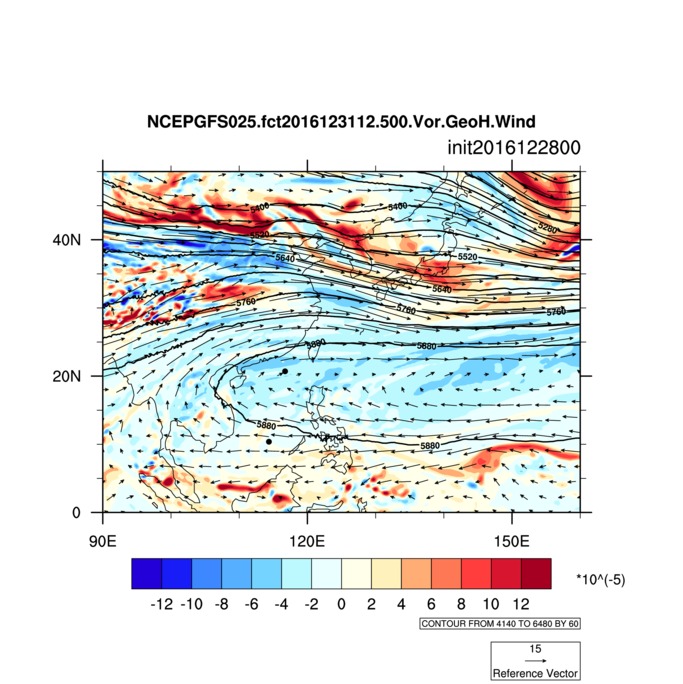 NCEPGFS025.fct2016123112.500.Vor.GeoH.Wind
init2016122800
5400
5400
5280
5520
5520
5640
5640
5760
5760
5760
5880
5880
5880
5880
40N
20N
0
90E 120E 150E
-12 -10 -8 -6 -4 -2 0 2 4 6 8 10 12
*10^(-5)
CONTOUR FROM 4140 TO 6480 BY 60
15
Reference Vector